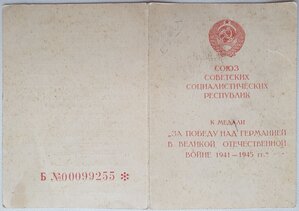 Б №00099255 *
СОЮЗ
СОВЕТСКИХ
СОЦИАЛИСТИЧЕСКИХ
РЕСПУБЛИК
К МЕДАЛИ
"ЗА ПОБЕДУ НАД ГЕРМАНИЕЙ
В ВЕЛИКОЙ ОТЕЧЕСТВЕННОЙ
ВОЙНЕ 1941—1945 гг."